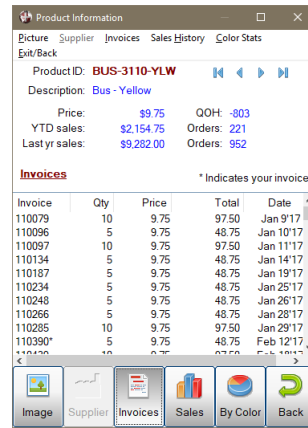 Product Information
Picture Supplier Invoices Sales History Color Stats
Exit/Back
Product ID: BUS-3110-YLW
Description: Bus - Yellow
Price: $9.75 QOH: -803
YTD sales: $2,154.75 Orders: 221
Last yr sales: $9,282.00 Orders: 952
Invoices * Indicates your invoice
Invoice Qty Price Total Date
110079 10 9.75 97.50 Jan 9'17
110096 5 9.75 48.75 Jan 10'17
110097 10 9.75 97.50 Jan 11'17
110134 5 9.75 48.75 Jan 14'17
110187 5 9.75 48.75 Jan 19'17
110234 5 9.75 48.75 Jan 25'17
110248 5 9.75 48.75 Jan 26'17
110266 5 9.75 48.75 Jan 28'17
110285 10 9.75 97.50 Jan 29'17
110390* 5 9.75 48.75 Feb 12'17
Image Supplier Invoices Sales By Color Back